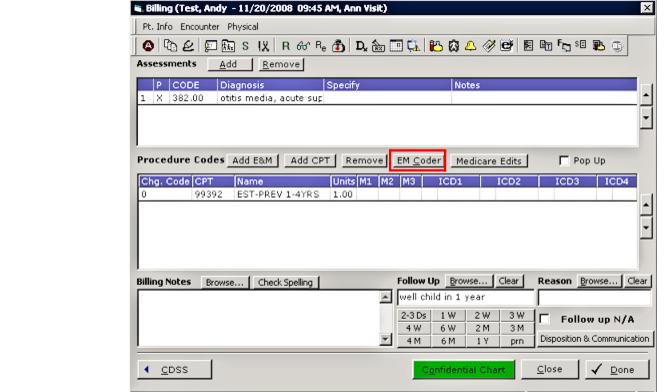 Billing (Test, Andy - 11/20/2008 09:45 AM, Ann Visit)
Pt. Info Encounter Physical
S R Re D
Assessments Add Remove
P CODE Diagnosis Specify Notes
1 X 382.00 otitis media, acute sup
Procedure Codes Add E&M Add CPT Remove EM Coder Medicare Edits Pop Up
Chg. Code CPT Name Units M1 M2 M3 ICD1 ICD2 ICD3 ICD4
0 99392 EST-PREV 1-4YRS 1.00
Billing Notes Browse... Check Spelling Follow Up Browse... Clear Reason Browse... Clear
well child in 1 year
2-3 Ds 1 W 2 W 3 W Follow up N/A
4 W 6 W 2 M 3 M Disposition & Communication
4 M 6 M 1 Y prn
CDSS Confidential Chart Close Done